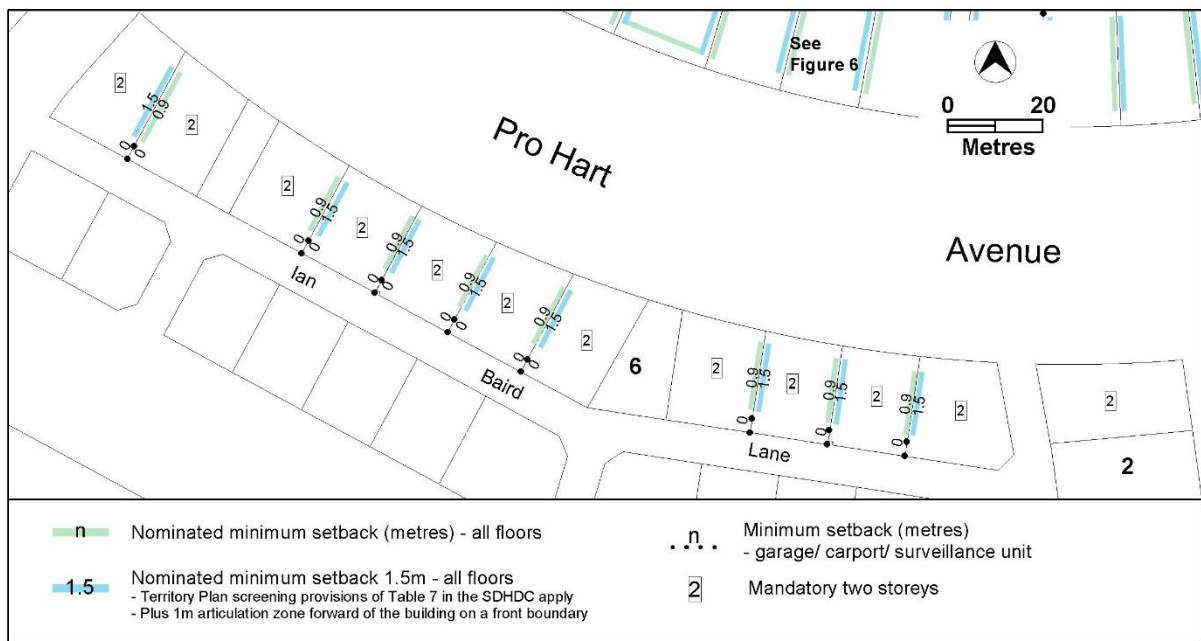 See
Figure 6
0 20
Metres
Pro Hart
Avenue
2
1.5
0.9
2
0
0
2
0.9
1.5
2
0
0
0.9
1.5
2
0
0
0.9
1.5
2
0
0
0.9
1.5
2
0
0
Ian
Baird
Lane
6
2
0.9
1.5
2
0
0.9
1.5
2
0
0.9
1.5
2
0
2
2
n Nominated minimum setback (metres) - all floors
1.5 Nominated minimum setback 1.5m - all floors
- Territory Plan screening provisions of Table 7 in the SDHDC apply
- Plus 1m articulation zone forward of the building on a front boundary
n Minimum setback (metres)
- garage/ carport/ surveillance unit
2 Mandatory two storeys